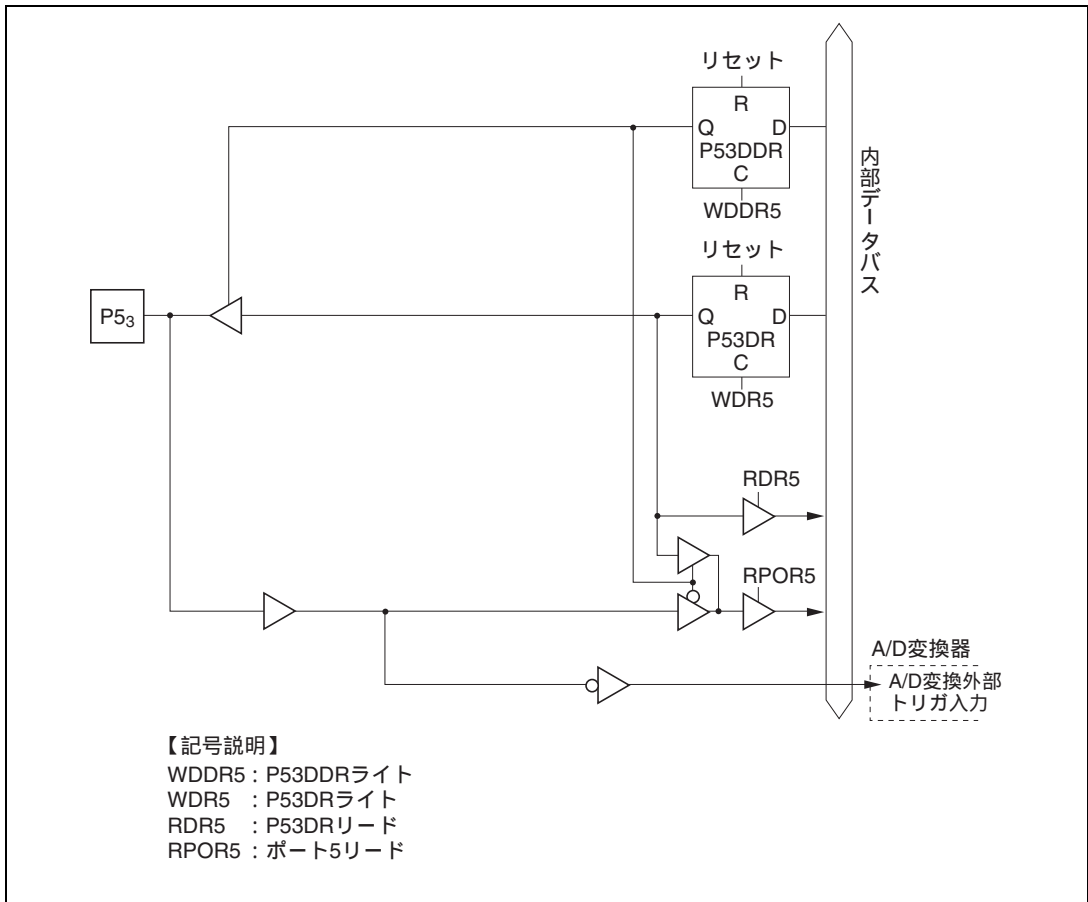 リセット
R
Q D
P53DDR
C
WDDR5
内部データバス
リセット
R
P5₃
Q D
P53DR
C
WDR5
RDR5
RPOR5
A/D変換器
A/D変換外部
トリガ入力
【記号説明】
WDDR5 : P53DDRライト
WDR5 : P53DRライト
RDR5 : P53DRリード
RPOR5 : ポート5リード